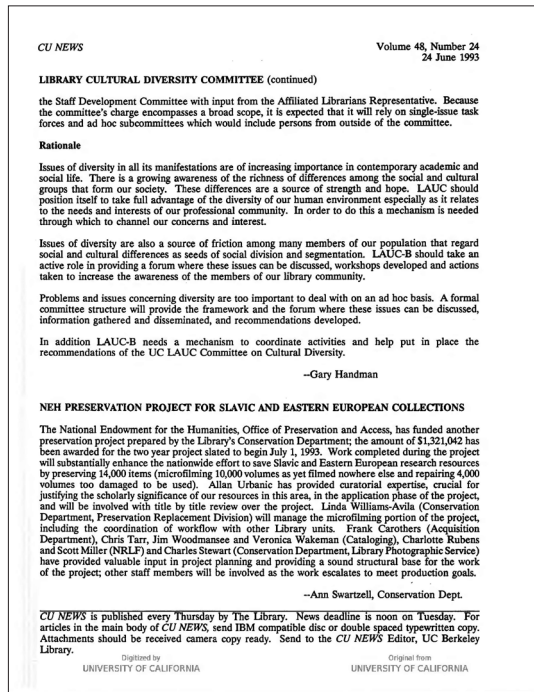 CU NEWS
Volume 48, Number 24
24 June 1993
LIBRARY CULTURAL DIVERSITY COMMITTEE (continued)
the Staff Development Committee with input from the Affiliated Librarians Representative. Because
the committee's charge encompasses a broad scope, it is expected that it will rely on single-issue task
forces and ad hoc subcommittees which would include persons from outside of the committee.
Rationale
Issues of diversity in all its manifestations are of increasing importance in contemporary academic and
social life. There is a growing awareness of the richness of differences among the social and cultural
groups that form our society. These differences are a source of strength and hope. LAUC should
position itself to take full advantage of the diversity of our human environment especially as it relates
to the needs and interests of our professional community. In order to do this a mechanism is needed
through which to channel our concerns and interest.
Issues of diversity are also a source of friction among many members of our population that regard
social and cultural differences as seeds of social division and segmentation. LAUC-B should take an
active role in providing a forum where these issues can be discussed, workshops developed and actions
taken to increase the awareness of the members of our library community.
Problems and issues concerning diversity are too important to deal with on an ad hoc basis. A formal
committee structure will provide the framework and the forum where these issues can be discussed,
information gathered and disseminated, and recommendations developed.
In addition LAUC-B needs a mechanism to coordinate activities and help put in place the
recommendations of the UC LAUC Committee on Cultural Diversity.
--Gary Handman
NEH PRESERVATION PROJECT FOR SLAVIC AND EASTERN EUROPEAN COLLECTIONS
The National Endowment for the Humanities, Office of Preservation and Access, has funded another
preservation project prepared by the Library's Conservation Department; the amount of $1,321,042 has
been awarded for the two year project slated to begin July 1, 1993. Work completed during the project
will substantially enhance the nationwide effort to save Slavic and Eastern European research resources
by preserving 14,000 items (microfilming 10,000 volumes as yet filmed nowhere else and repairing 4,000
volumes too damaged to be used). Allan Urbanic has provided curatorial expertise, crucial for
justifying the scholarly significance of our resources in this area, in the application phase of the project,
and will be involved with title by title review over the project. Linda Williams-Avila (Conservation
Department, Preservation Replacement Division) will manage the microfilming portion of the project,
including the coordination of workflow with other Library units. Frank Carothers (Acquisition
Department), Chris Tarr, Jim Woodmansee and Veronica Wakeman (Cataloging), Charlotte Rubens
and Scott Miller (NRLF) and Charles Stewart (Conservation Department, Library Photographic Service)
have provided valuable input in project planning and providing a sound structural base for the work
of the project; other staff members will be involved as the work escalates to meet production goals.
--Ann Swartzell, Conservation Dept.
CU NEWS is published every Thursday by The Library. News deadline is noon on Tuesday. For
articles in the main body of CU NEWS, send IBM compatible disc or double spaced typewritten copy.
Attachments should be received camera copy ready. Send to the CU NEWS Editor, UC Berkeley
Library.
Digitized by
UNIVERSITY OF CALIFORNIA
Original from
UNIVERSITY OF CALIFORNIA